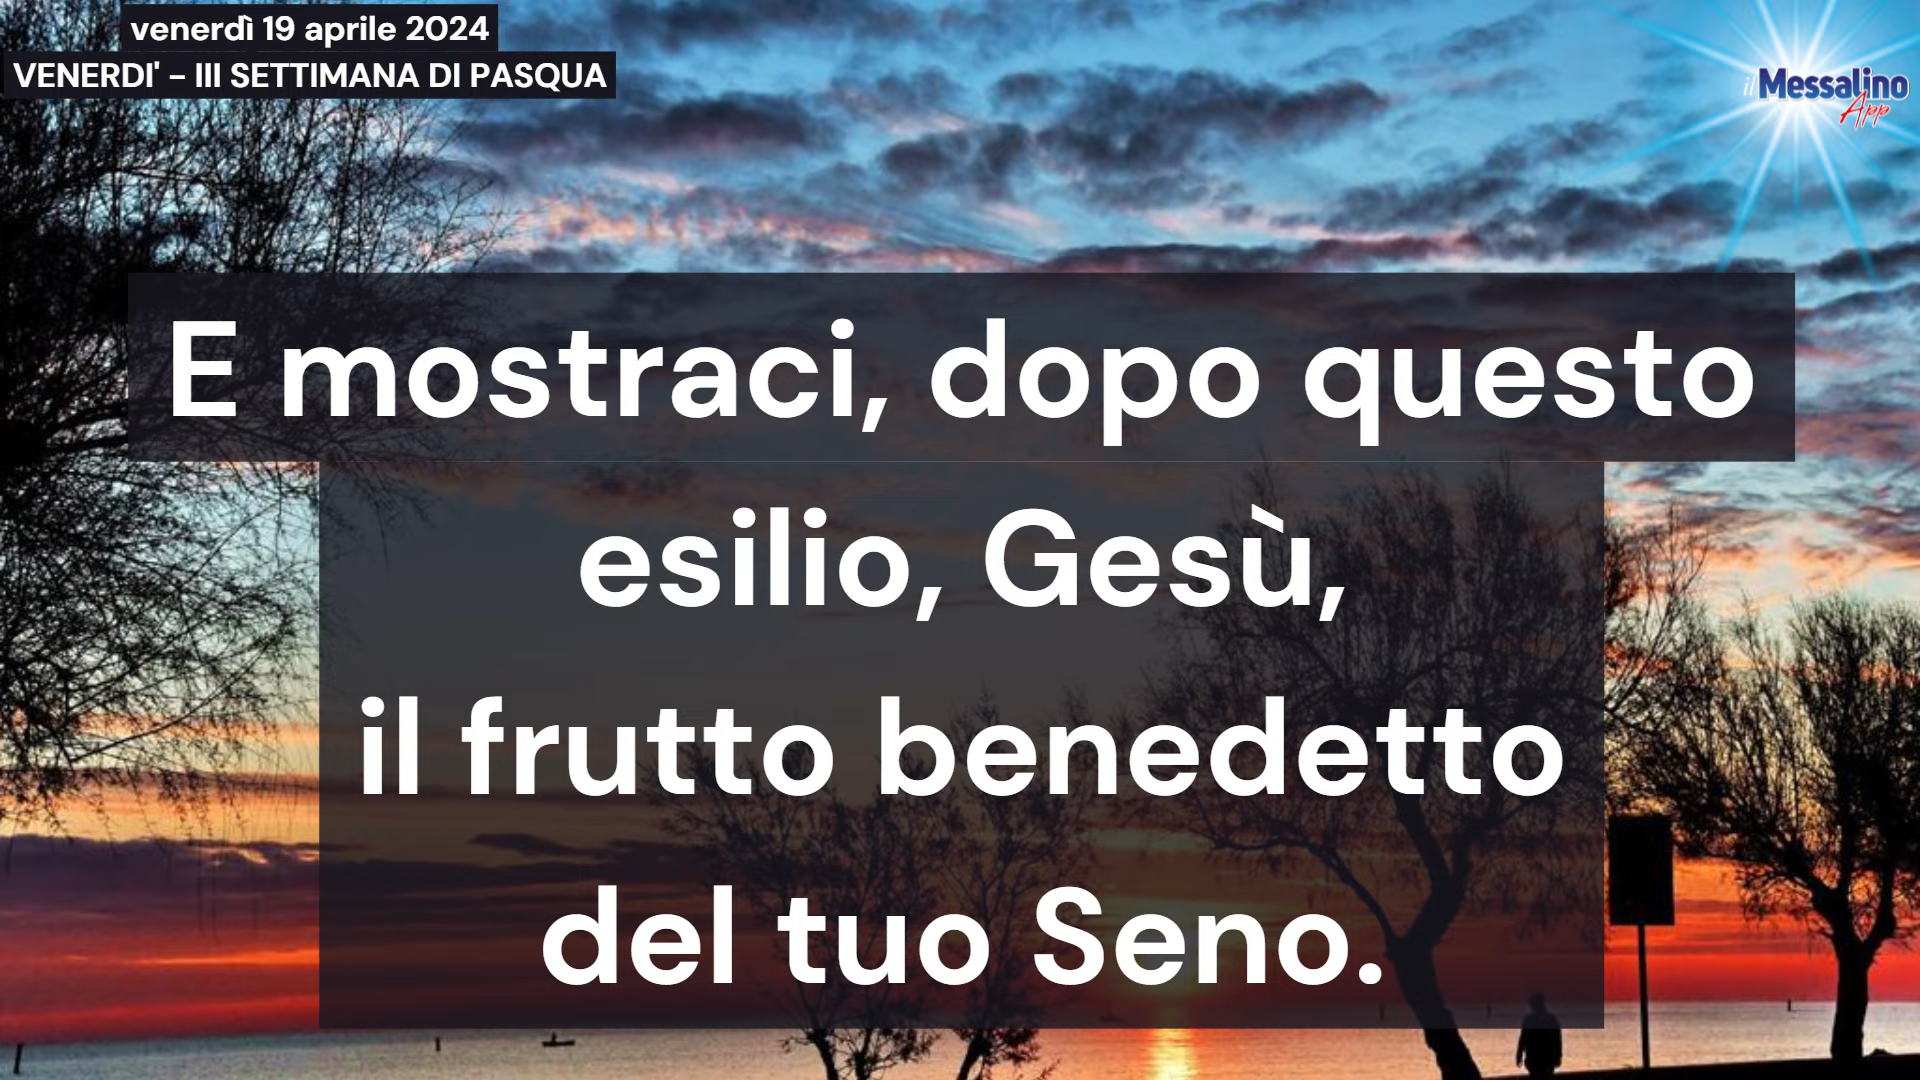 venerdì 19 aprile 2024
VENERDI' - III SETTIMANA DI PASQUA
il Messalino
App
E mostraci, dopo questo
esilio, Gesù,
il frutto benedetto
del tuo Seno.